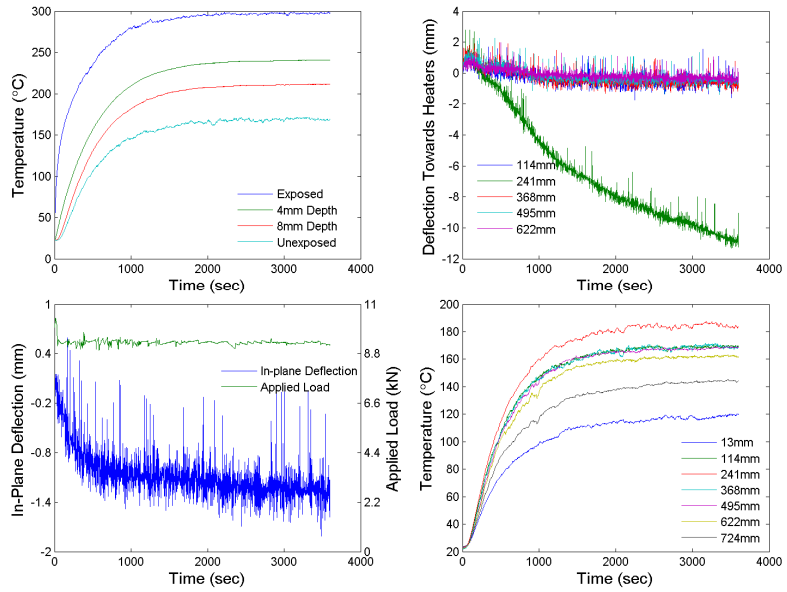 300
250
200
150
100
50
0
Temperature (°C)
Exposed
4mm Depth
8mm Depth
Unexposed
0 1000 2000 3000 4000
Time (sec)
4
2
0
-2
-4
-6
-8
-10
-12
Deflection Towards Heaters (mm)
114mm
241mm
368mm
495mm
622mm
0 1000 2000 3000 4000
Time (sec)
1
0.4
-0.2
-0.8
-1.4
-2
In-Plane Deflection (mm)
In-plane Deflection
Applied Load
11
8.8
6.6
4.4
2.2
0
Applied Load (kN)
0 1000 2000 3000 4000
Time (sec)
200
180
160
140
120
100
80
60
40
20
Temperature (°C)
13mm
114mm
241mm
368mm
495mm
622mm
724mm
0 1000 2000 3000 4000
Time (sec)